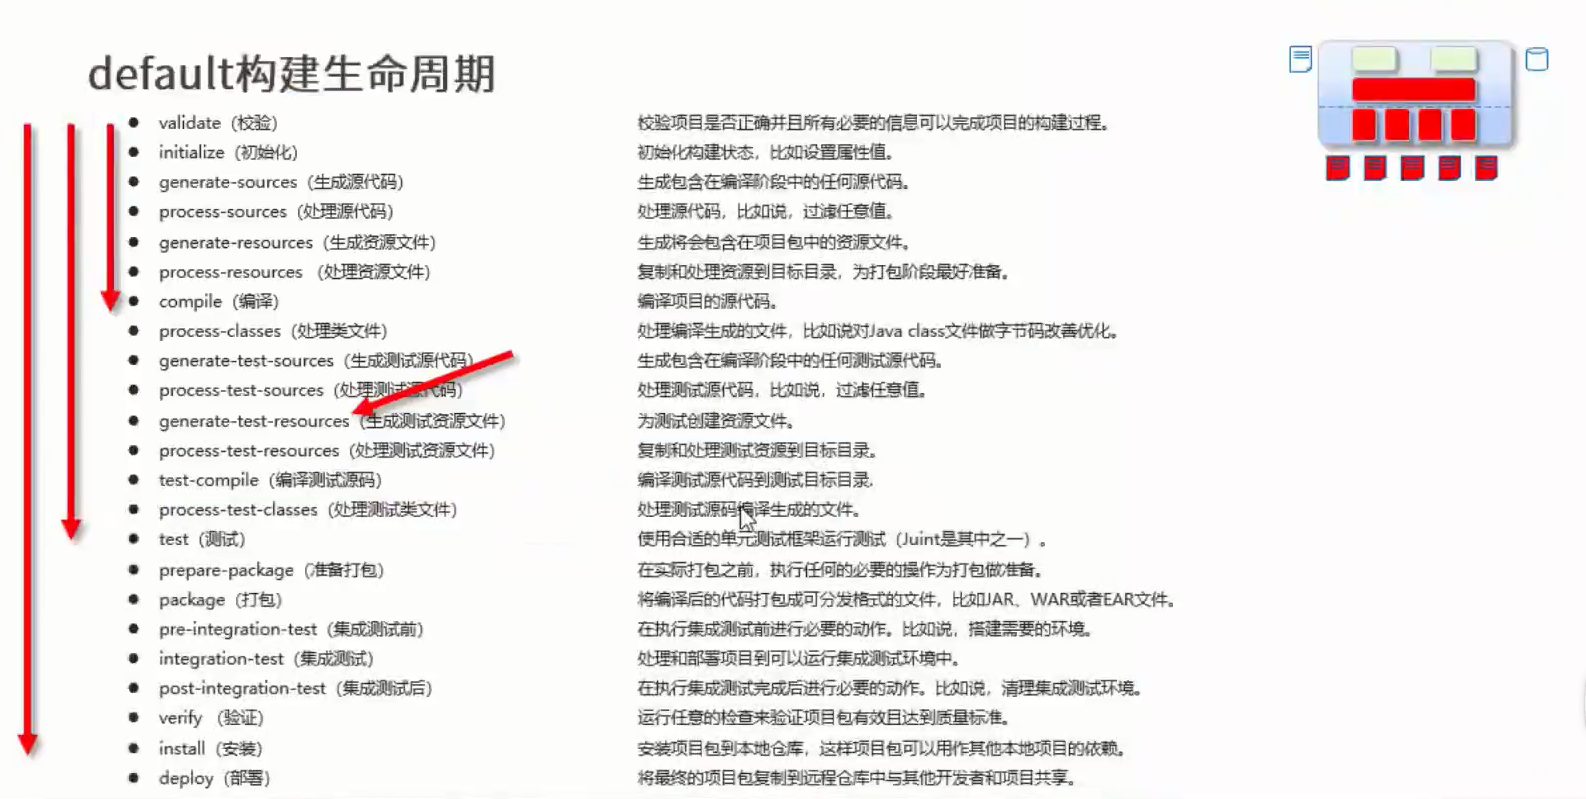 default构建生命周期
validate（校验） 校验项目是否正确并且所有必要的信息可以完成项目的构建过程。
initialize（初始化） 初始化构建状态，比如设置属性值。
generate-sources（生成源代码） 生成包含在编译阶段中的任何源代码。
process-sources（处理源代码） 处理源代码，比如说，过滤任意值。
generate-resources（生成资源文件） 生成将会包含在项目包中的资源文件。
process-resources （处理资源文件） 复制和处理资源到目标目录，为打包阶段最好准备。
compile（编译） 编译项目的源代码。
process-classes（处理类文件） 处理编译生成的文件，比如说对Java class文件做字节码改善优化。
generate-test-sources（生成测试源代码） 生成包含在编译阶段中的任何测试源代码。
process-test-sources（处理测试源代码） 处理测试源代码，比如说，过滤任意值。
generate-test-resources（生成测试资源文件） 为测试创建资源文件。
process-test-resources（处理测试资源文件） 复制和处理测试资源到目标目录。
test-compile（编译测试源码） 编译测试源代码到测试目标目录.
process-test-classes（处理测试类文件） 处理测试源码编译生成的文件。
test（测试） 使用合适的单元测试框架运行测试（Juint是其中之一）。
prepare-package（准备打包） 在实际打包之前，执行任何的必要的操作为打包做准备。
package（打包） 将编译后的代码打包成可分发格式的文件，比如JAR、WAR或者EAR文件。
pre-integration-test（集成测试前） 在执行集成测试前进行必要的动作。比如说，搭建需要的环境。
integration-test（集成测试） 处理和部署项目到可以运行集成测试环境中。
post-integration-test（集成测试后） 在执行集成测试完成后进行必要的动作。比如说，清理集成测试环境。
verify （验证） 运行任意的检查来验证项目包有效且达到质量标准。
install（安装） 安装项目包到本地仓库，这样项目包可以用作其他本地项目的依赖。
deploy（部署） 将最终的项目包复制到远程仓库中与其他开发者和项目共享。